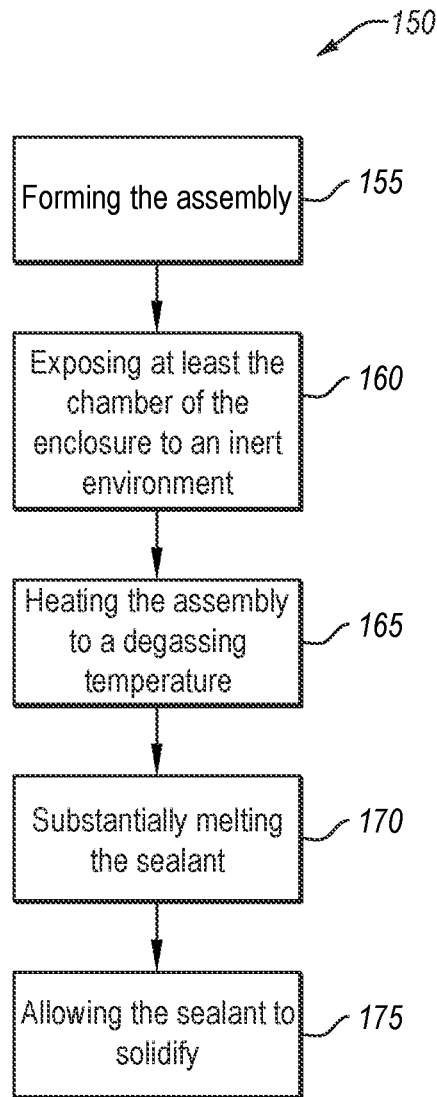 150
Forming the assembly
155
Exposing at least the
chamber of the
enclosure to an inert
environment
160
Heating the assembly
to a degassing
temperature
165
Substantially melting
the sealant
170
Allowing the sealant to
solidify
175